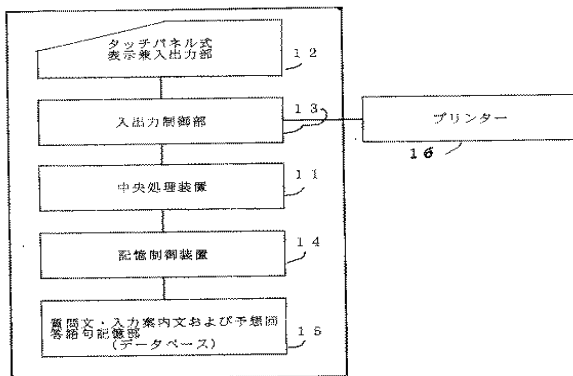 タッチパネル式
表示兼入出力部
12
入出力制御部
13
プリンター
16
中央処理装置
11
記憶制御装置
14
質問文・入力案内文および予想回
答語句記憶部
(データベース)
15